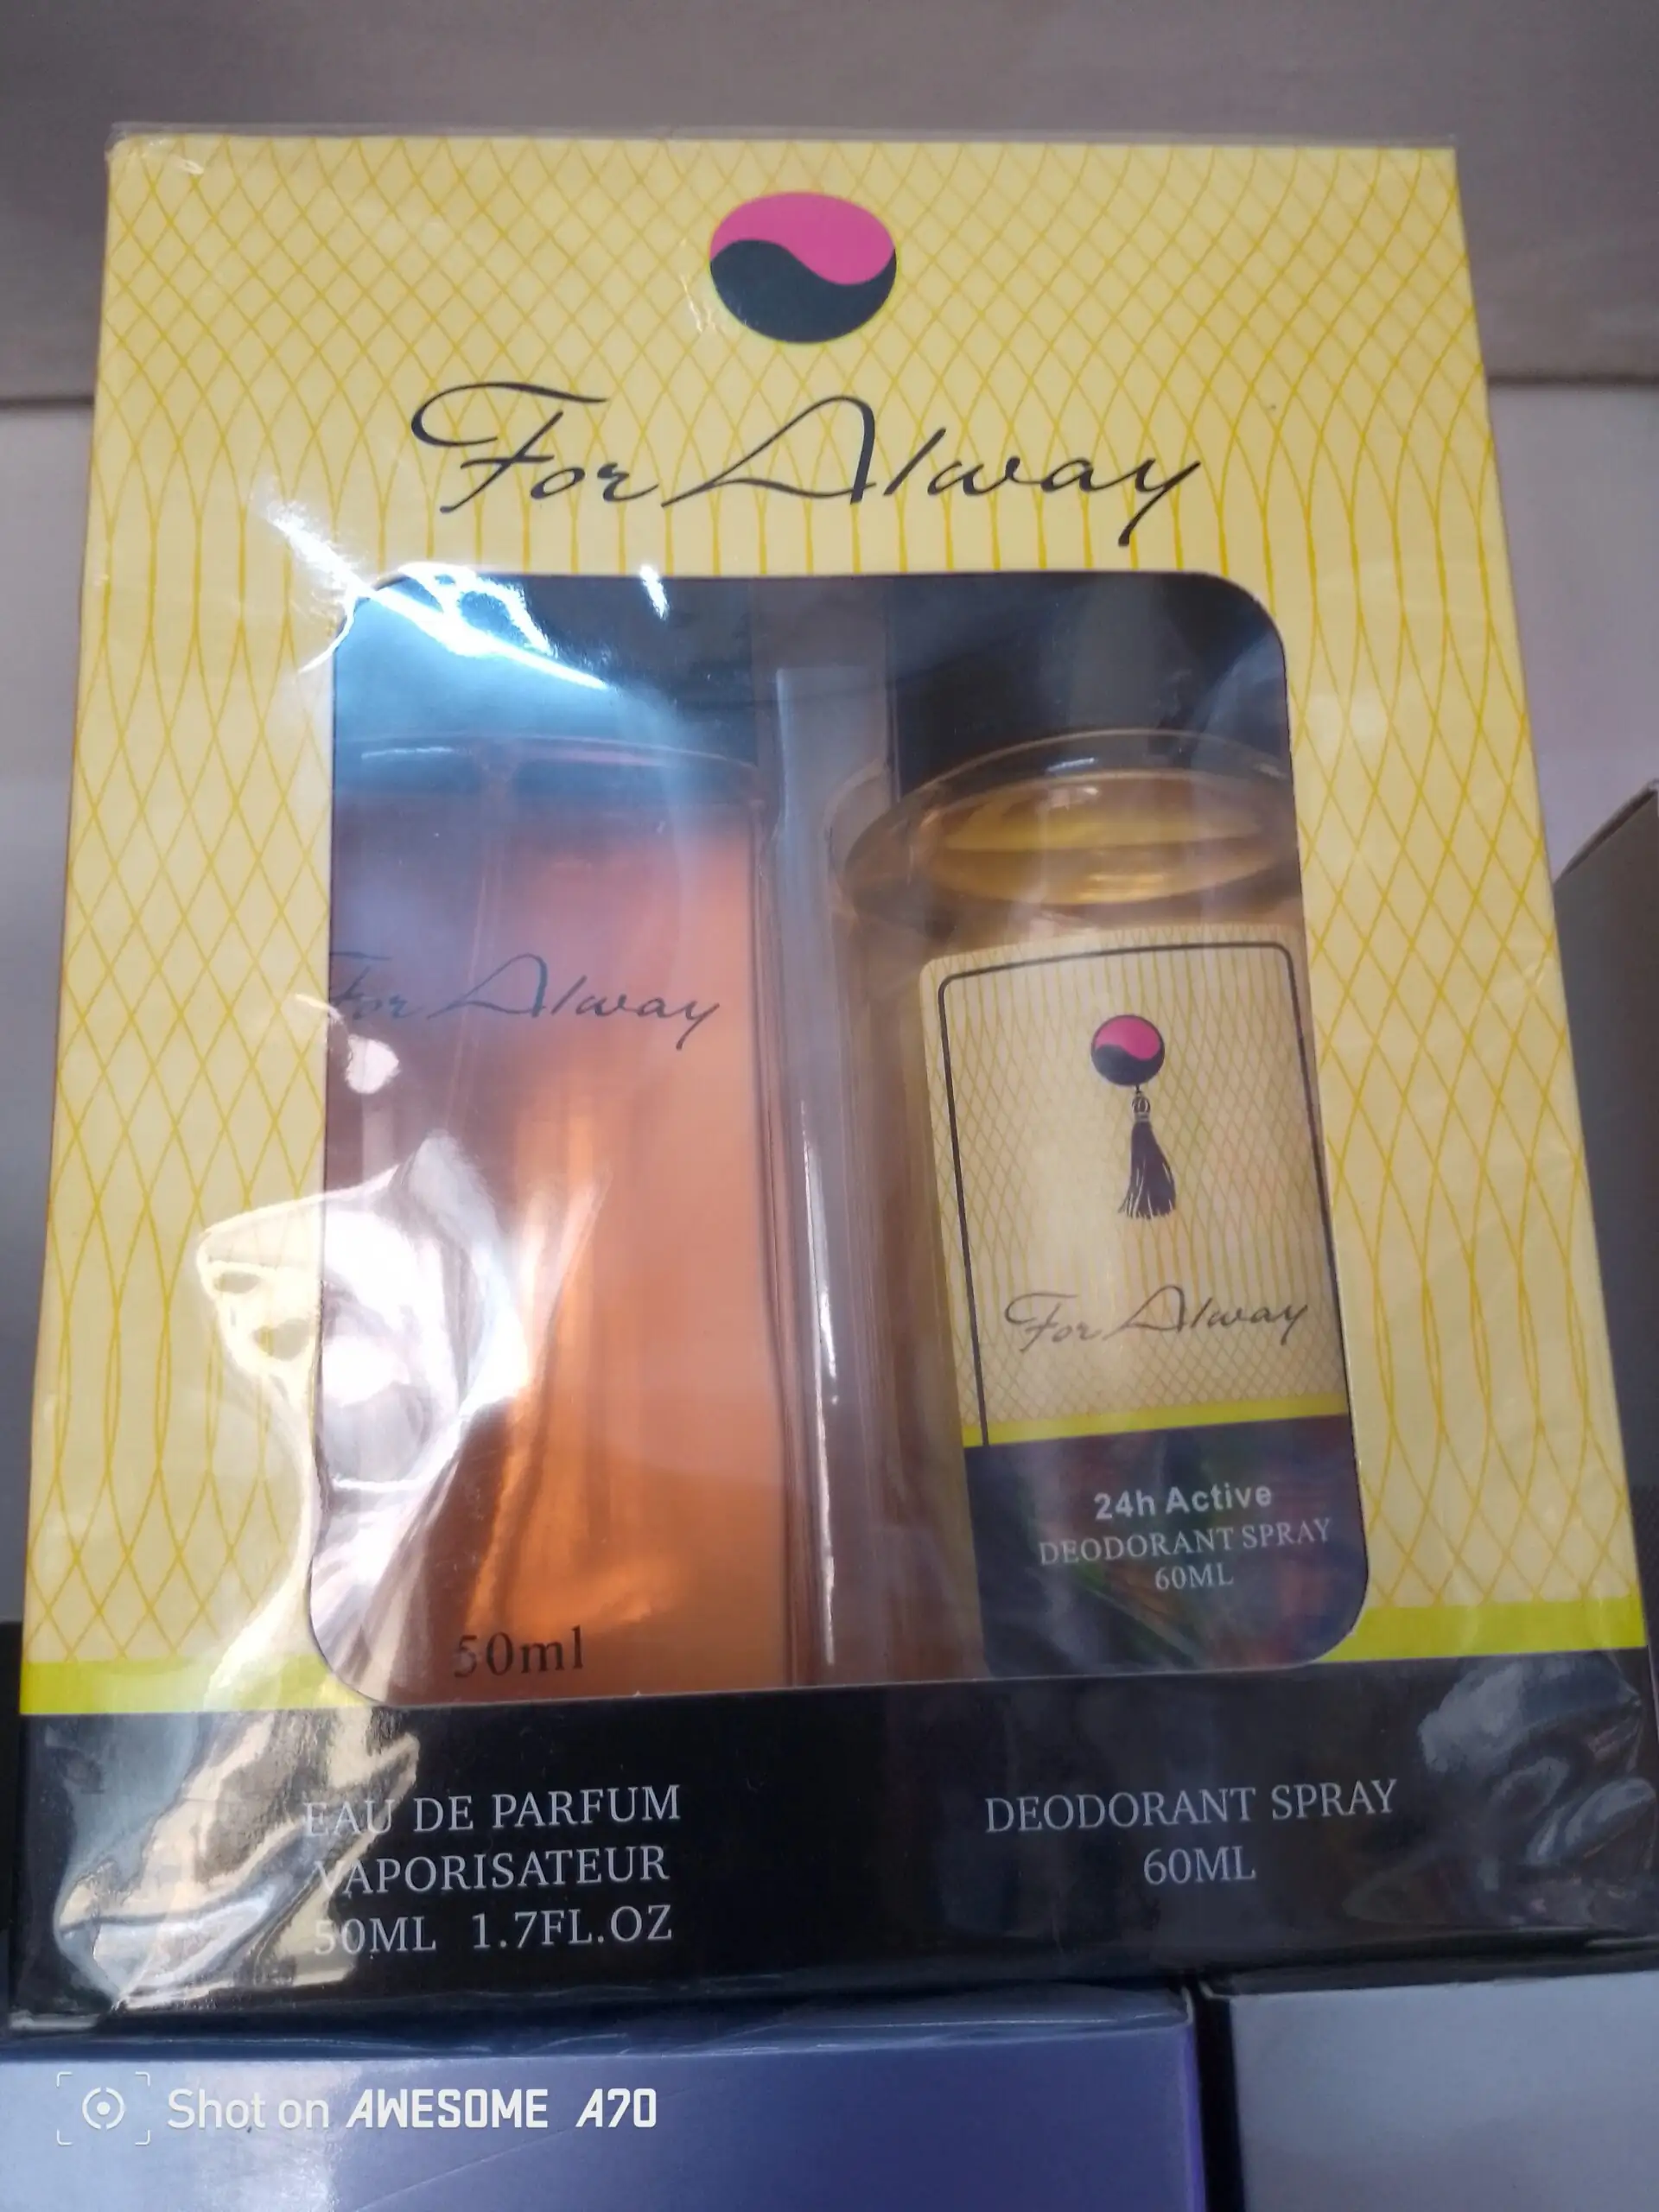 For Alway
For Alway
50ml
For Alway
24h Active
DEODORANT SPRAY
60ML
EAU DE PARFUM
VAPORISATEUR
50ML 1.7FL.OZ
DEODORANT SPRAY
60ML
Shot on AWESOME A70